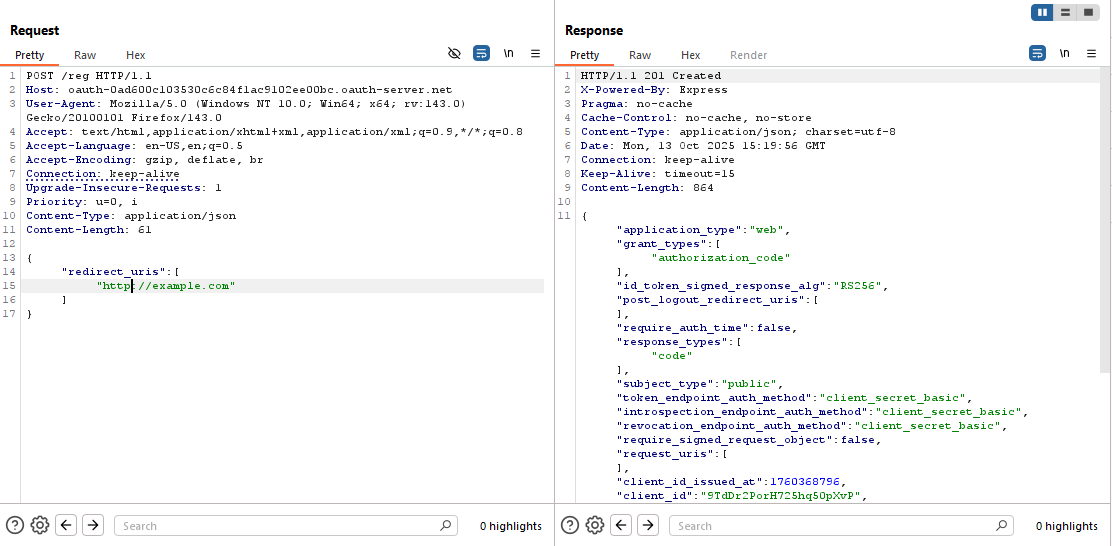 Request
Pretty Raw Hex \n
1 POST /reg HTTP/1.1
2 Host: oauth-0ad600c103530c6c84f1ac9102ee00bc.oauth-server.net
3 User-Agent: Mozilla/5.0 (Windows NT 10.0; Win64; x64; rv:143.0)
Gecko/20100101 Firefox/143.0
4 Accept: text/html,application/xhtml+xml,application/xml;q=0.9,*/*;q=0.8
5 Accept-Language: en-US,en;q=0.5
6 Accept-Encoding: gzip, deflate, br
7 Connection: keep-alive
8 Upgrade-Insecure-Requests: 1
9 Priority: u=0, i
10 Content-Type: application/json
11 Content-Length: 61
12
13 {
14 "redirect_uris":[
15 "http://example.com"
16 ]
17 }
Search
0 highlights
Response
Pretty Raw Hex Render \n
1 HTTP/1.1 201 Created
2 X-Powered-By: Express
3 Pragma: no-cache
4 Cache-Control: no-cache, no-store
5 Content-Type: application/json; charset=utf-8
6 Date: Mon, 13 Oct 2025 15:19:56 GMT
7 Connection: keep-alive
8 Keep-Alive: timeout=15
9 Content-Length: 864
10
11 {
"application_type":"web",
"grant_types":[
"authorization_code"
],
"id_token_signed_response_alg":"RS256",
"post_logout_redirect_uris":[
],
"require_auth_time":false,
"response_types":[
"code"
],
"subject_type":"public",
"token_endpoint_auth_method":"client_secret_basic",
"introspection_endpoint_auth_method":"client_secret_basic",
"revocation_endpoint_auth_method":"client_secret_basic",
"require_signed_request_object":false,
"request_uris":[
],
"client_id_issued_at":1760368796,
"client_id":"9TdDr2PorH725hq50pXvP",
Search
0 highlights